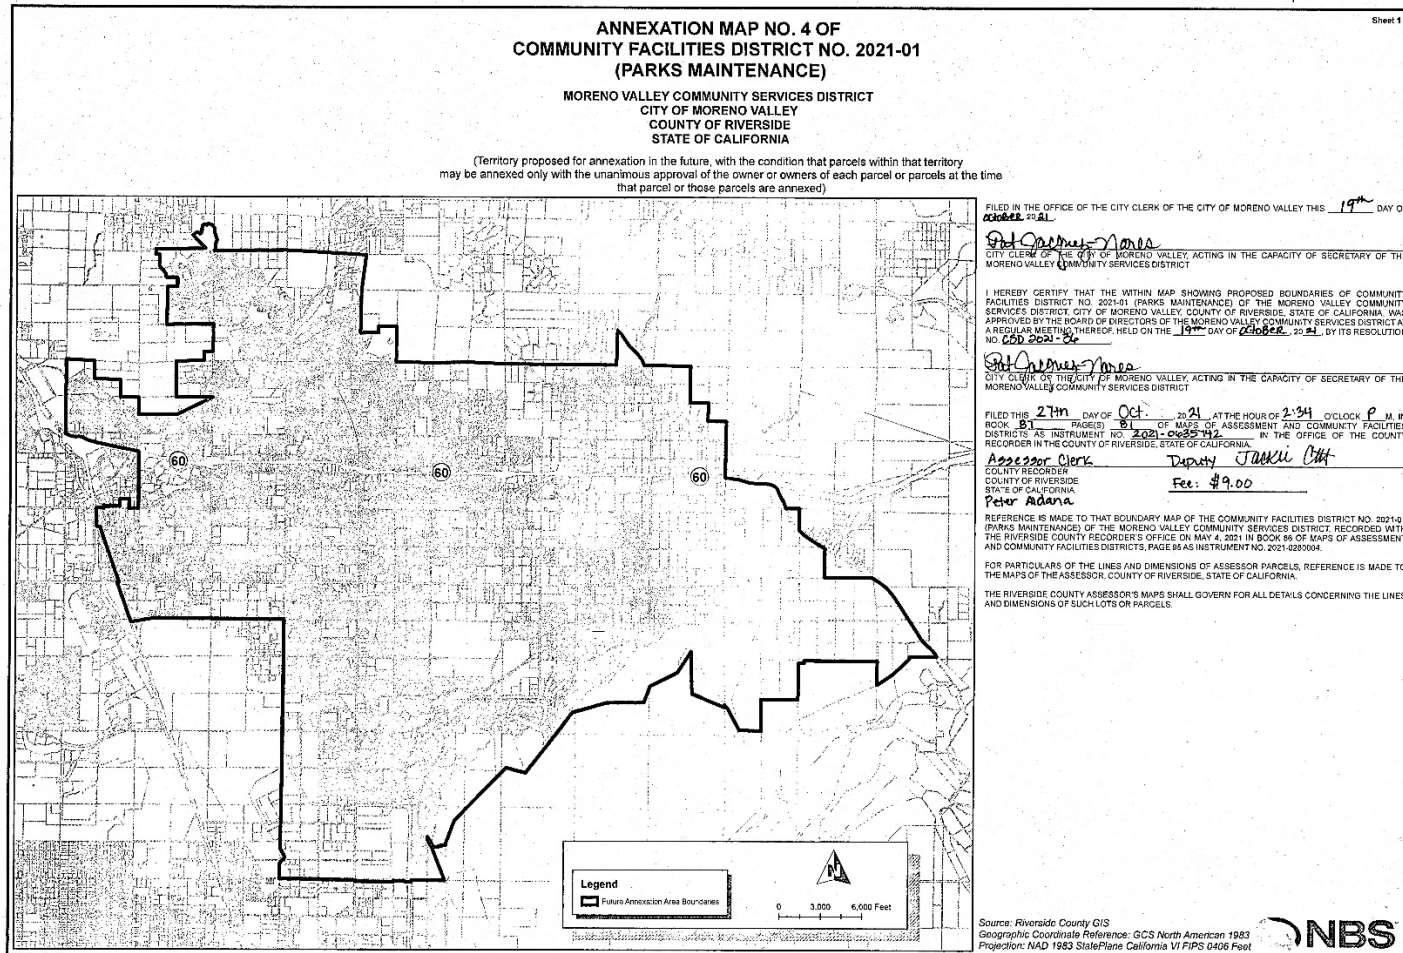 Sheet 1
ANNEXATION MAP NO. 4 OF
COMMUNITY FACILITIES DISTRICT NO. 2021-01
(PARKS MAINTENANCE)
MORENO VALLEY COMMUNITY SERVICES DISTRICT
CITY OF MORENO VALLEY
COUNTY OF RIVERSIDE
STATE OF CALIFORNIA
(Territory proposed for annexation in the future, with the condition that parcels within that territory
may be annexed only with the unanimous approval of the owner or owners of each parcel or parcels at the time
that parcel or those parcels are annexed)
60
60
60
Legend
Future Annexation Area Boundaries
N
0 3,000 6,000 Feet
FILED IN THE OFFICE OF THE CITY CLERK OF THE CITY OF MORENO VALLEY THIS 19th DAY O
October 2021.
Pat Jacquez-Nares
CITY CLERK OF THE CITY OF MORENO VALLEY, ACTING IN THE CAPACITY OF SECRETARY OF TH
MORENO VALLEY COMMUNITY SERVICES DISTRICT
I HEREBY CERTIFY THAT THE WITHIN MAP SHOWING PROPOSED BOUNDARIES OF COMMUNIT
FACILITIES DISTRICT NO. 2021-01 (PARKS MAINTENANCE) OF THE MORENO VALLEY COMMUNIT
SERVICES DISTRICT, CITY OF MORENO VALLEY, COUNTY OF RIVERSIDE, STATE OF CALIFORNIA, WA
APPROVED BY THE BOARD OF DIRECTORS OF THE MORENO VALLEY COMMUNITY SERVICES DISTRICT A
A REGULAR MEETING THEREOF, HELD ON THE 19th DAY OF October, 2021, BY ITS RESOLUTION
NO. CSD 2021-56
Pat Jacquez-Nares
CITY CLERK OF THE CITY OF MORENO VALLEY, ACTING IN THE CAPACITY OF SECRETARY OF TH
MORENO VALLEY COMMUNITY SERVICES DISTRICT
FILED THIS 27th DAY OF Oct. 2021, AT THE HOUR OF 2:34 O'CLOCK P M, IN
BOOK 87 PAGE(S) 81 OF MAPS OF ASSESSMENT AND COMMUNITY FACILITIES
DISTRICTS AS INSTRUMENT NO. 2021-0635742 IN THE OFFICE OF THE COUNTY
RECORDER IN THE COUNTY OF RIVERSIDE, STATE OF CALIFORNIA.
Assessor Clerk Deputy Jackie
COUNTY RECORDER
COUNTY OF RIVERSIDE Fee: $9.00
STATE OF CALIFORNIA
Peter Aldana
REFERENCE IS MADE TO THAT BOUNDARY MAP OF THE COMMUNITY FACILITIES DISTRICT NO. 2021-0
(PARKS MAINTENANCE) OF THE MORENO VALLEY COMMUNITY SERVICES DISTRICT, RECORDED WITH
THE RIVERSIDE COUNTY RECORDER'S OFFICE ON MAY 4, 2021 IN BOOK 86 OF MAPS OF ASSESSMENT
AND COMMUNITY FACILITIES DISTRICTS, PAGE 85 AS INSTRUMENT NO. 2021-0280004.
FOR PARTICULARS OF THE LINES AND DIMENSIONS OF ASSESSOR PARCELS, REFERENCE IS MADE TO
THE MAPS OF THE ASSESSOR, COUNTY OF RIVERSIDE, STATE OF CALIFORNIA.
THE RIVERSIDE COUNTY ASSESSOR'S MAPS SHALL GOVERN FOR ALL DETAILS CONCERNING THE LINES
AND DIMENSIONS OF SUCH LOTS OR PARCELS.
Source: Riverside County GIS
Geographic Coordinate Reference: GCS North American 1983
Projection: NAD 1983 StatePlane California VI FIPS 0406 Feet
NBS